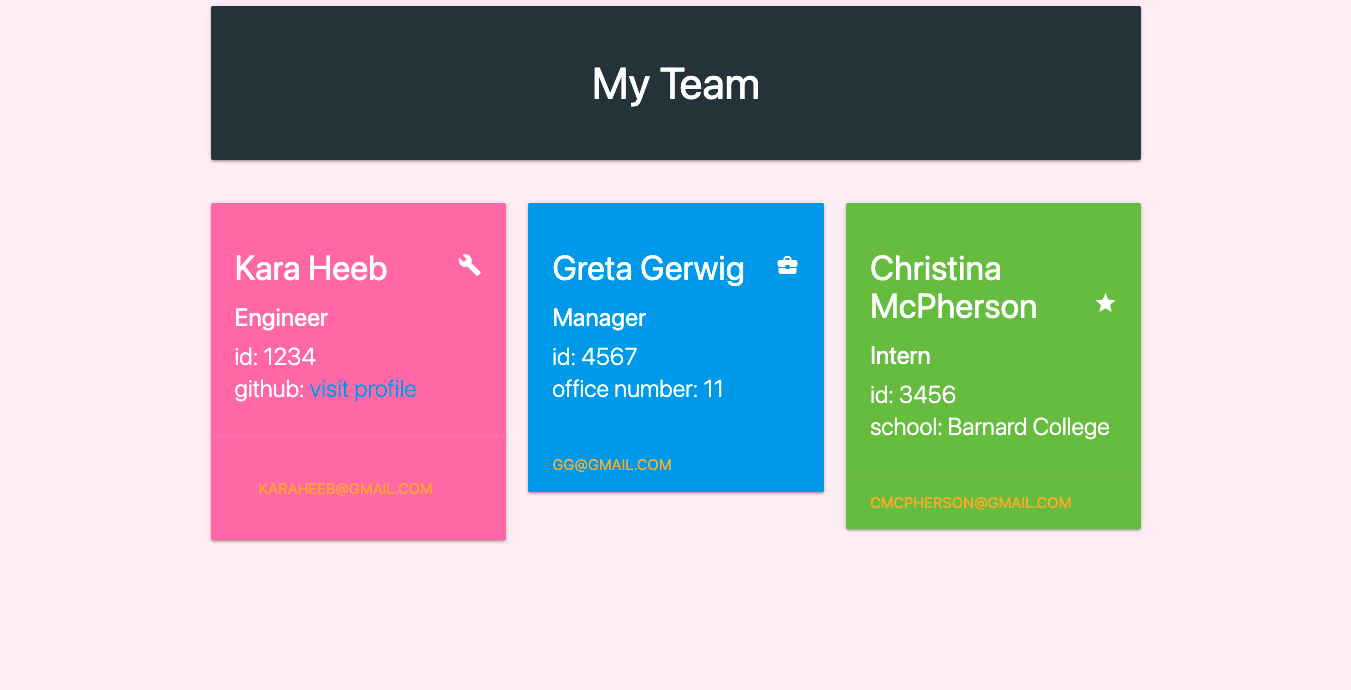 My Team
Kara Heeb
Engineer
id: 1234
github: visit profile
KARAHEEB@GMAIL.COM
Greta Gerwig
Manager
id: 4567
office number: 11
GG@GMAIL.COM
Christina
McPherson
Intern
id: 3456
school: Barnard College
CMCPHERSON@GMAIL.COM